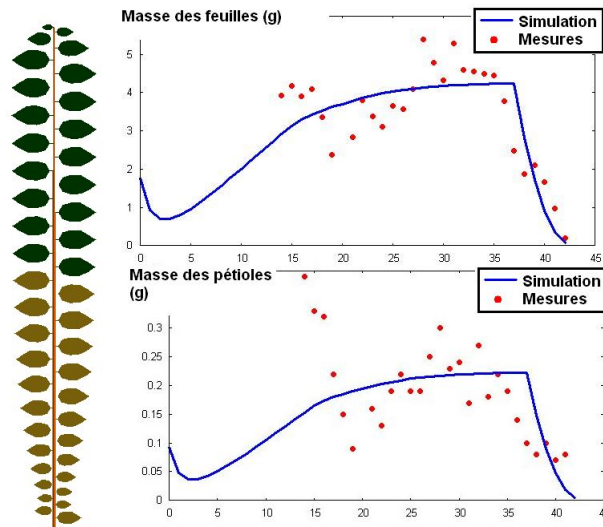 Masse des feuilles (g)
Simulation
Mesures
5
4
3
2
1
0
0 5 10 15 20 25 30 35 40 45
Masse des pétioles
(g)
Simulation
Mesures
0.3
0.25
0.2
0.15
0.1
0.05
0
0 5 10 15 20 25 30 35 40 45